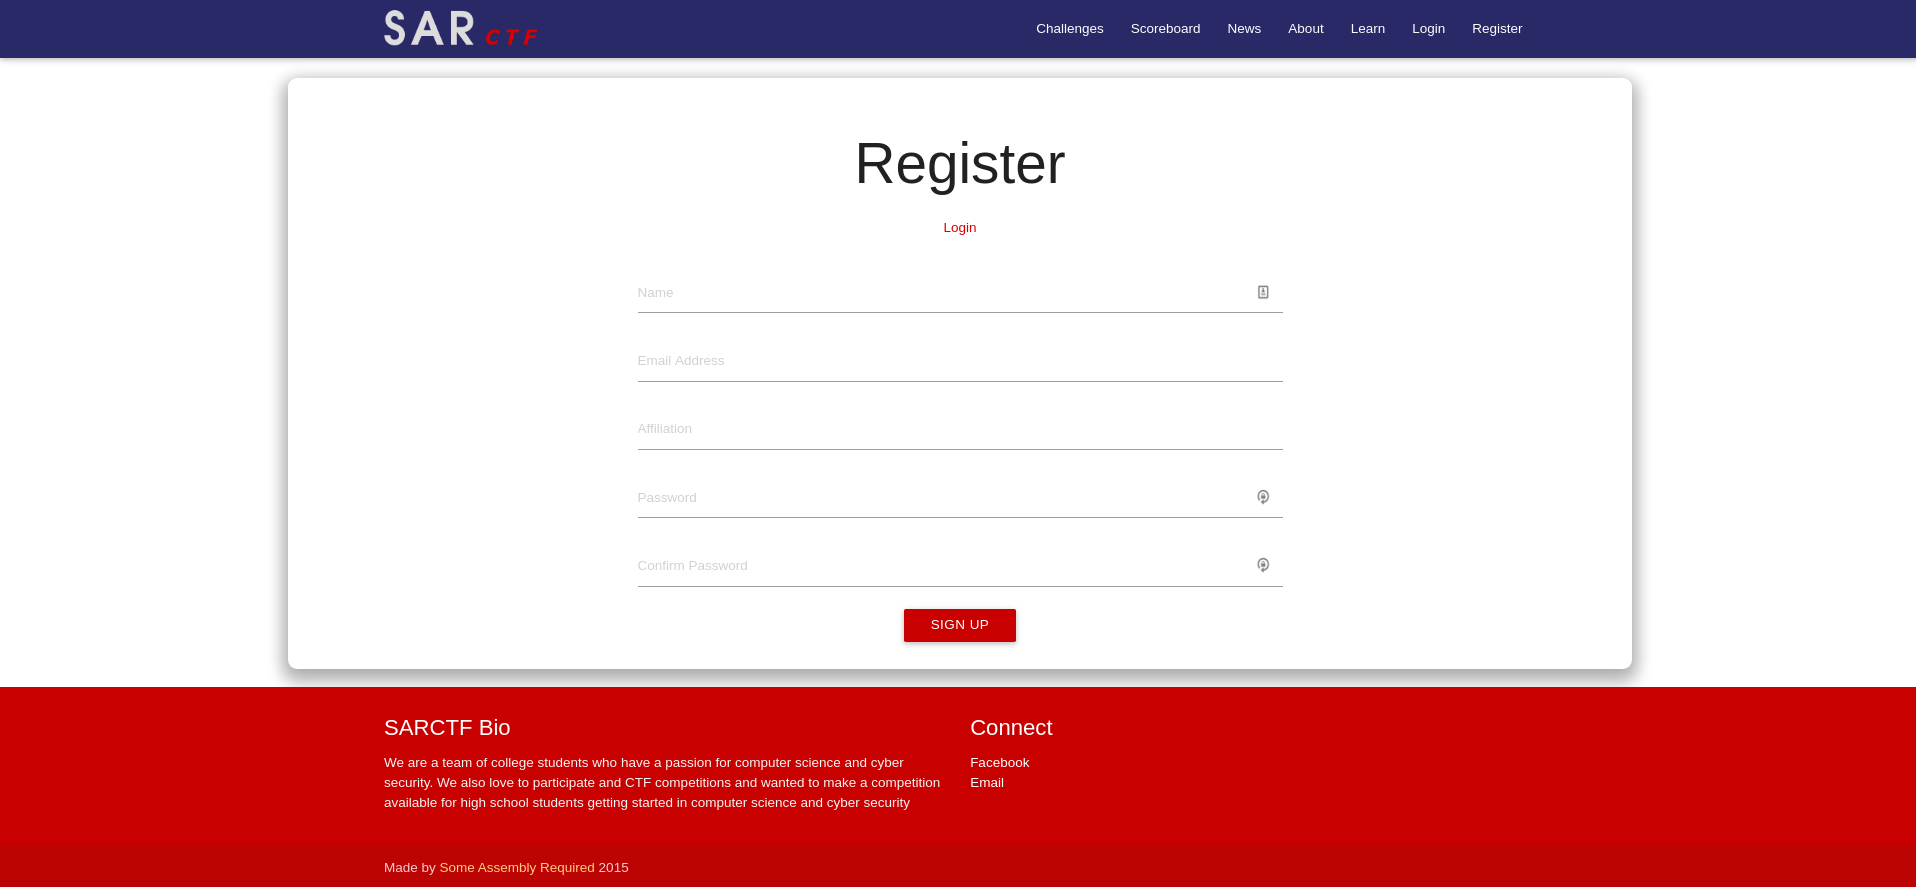 SAR CTF
Challenges Scoreboard News About Learn Login Register
Register
Login
Name
Email Address
Affiliation
Password
Confirm Password
SIGN UP
SARCTF Bio
We are a team of college students who have a passion for computer science and cyber
security. We also love to participate and CTF competitions and wanted to make a competition
available for high school students getting started in computer science and cyber security
Connect
Facebook
Email
Made by Some Assembly Required 2015